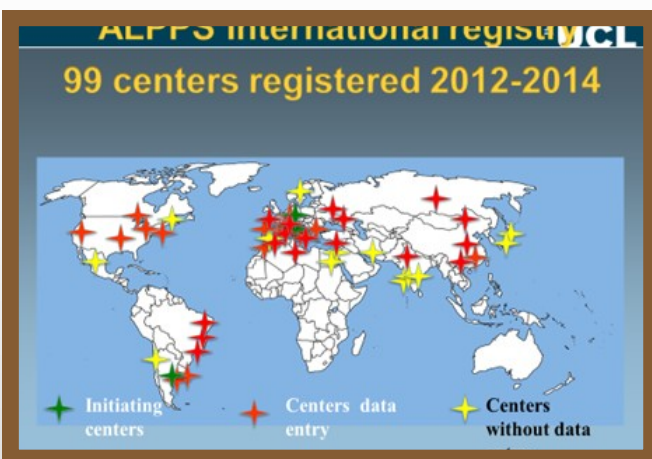 ALPPS international registry
UCL
99 centers registered 2012-2014
Initiating
centers
Centers data
entry
Centers
without data